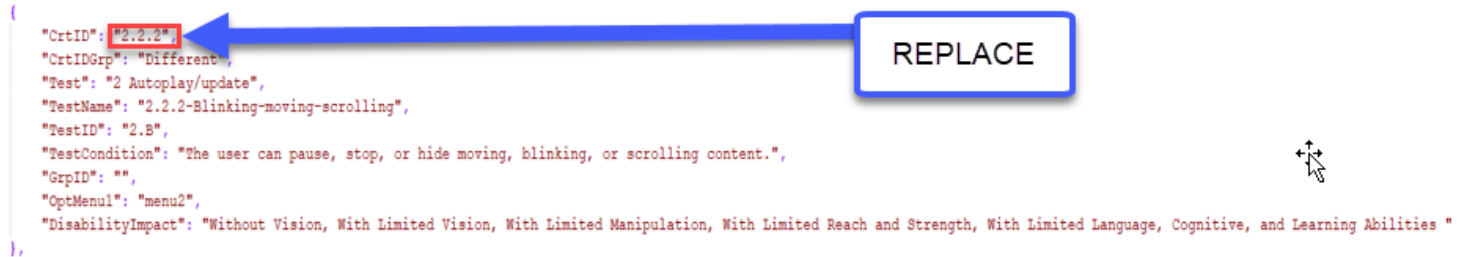 {
"CrtID": "2.2.2",
REPLACE
"CrtIDGrp": "Different",
"Test": "2 Autoplay/update",
"TestName": "2.2.2-Blinking-moving-scrolling",
"TestID": "2.B",
"TestCondition": "The user can pause, stop, or hide moving, blinking, or scrolling content.",
"GrpID": "",
"OptMenu1": "menu2",
"DisabilityImpact": "Without Vision, With Limited Vision, With Limited Manipulation, With Limited Reach and Strength, With Limited Language, Cognitive, and Learning Abilities "
},